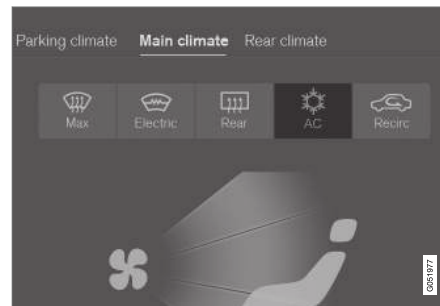 Parking climate Main climate Rear climate
Max Electric Rear AC Recirc
G051977